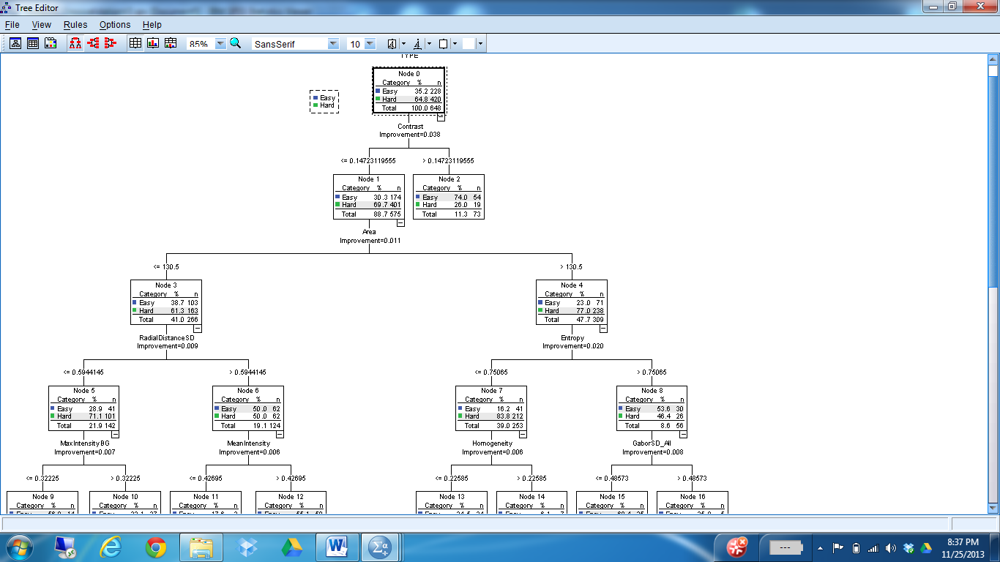 Tree Editor
File View Rules Options Help
85% SansSerif 10
TYPE
Node 0
Category % n
Easy 35.2 228
Hard 64.8 420
Total 100.0 648
Easy
Hard
Contrast
Improvement=0.038
<= 0.14723119555 > 0.14723119555
Node 1
Category % n
Easy 30.3 174
Hard 69.7 401
Total 88.7 575
Node 2
Category % n
Easy 74.0 54
Hard 26.0 19
Total 11.3 73
Area
Improvement=0.011
<= 130.5 > 130.5
Node 3
Category % n
Easy 38.7 103
Hard 61.3 163
Total 41.0 266
Node 4
Category % n
Easy 23.0 71
Hard 77.0 238
Total 47.7 309
RadialDistanceSD
Improvement=0.009
Entropy
Improvement=0.020
<= 0.5944145 > 0.5944145 <= 0.75065 > 0.75065
Node 5
Category % n
Easy 28.9 41
Hard 71.1 101
Total 21.9 142
Node 6
Category % n
Easy 50.0 62
Hard 50.0 62
Total 19.1 124
Node 7
Category % n
Easy 16.2 41
Hard 83.8 212
Total 39.0 253
Node 8
Category % n
Easy 53.6 30
Hard 46.4 26
Total 8.6 56
MaxIntensityBG
Improvement=0.007
MeanIntensity
Improvement=0.006
Homogeneity
Improvement=0.006
GaborSD_All
Improvement=0.008
<= 0.32225 > 0.32225 <= 0.42695 > 0.42695 <= 0.22585 > 0.22585 <= 0.48573 > 0.48573
Node 9
Category % n
Node 10
Category % n
Node 11
Category % n
Node 12
Category % n
Node 13
Category % n
Node 14
Category % n
Node 15
Category % n
Node 16
Category % n
8:37 PM
11/25/2013